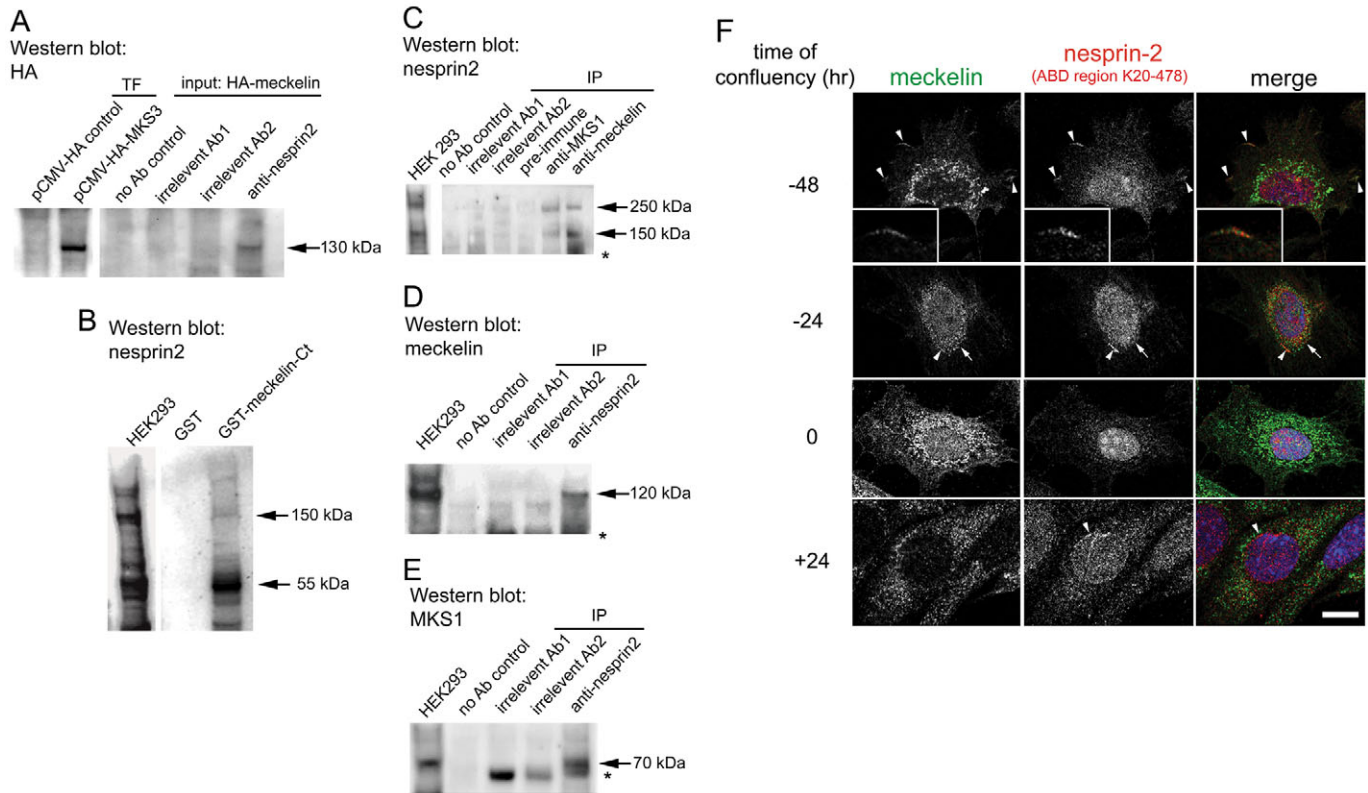 A
Western blot:
HA
TF
input: HA-meckelin
pCMV-HA control
pCMV-HA-MKS3
no Ab control
irrelevent Ab1
irrelevent Ab2
anti-nesprin2
130 kDa
B
Western blot:
nesprin2
HEK293
GST
GST-meckelin-Ct
150 kDa
55 kDa
C
Western blot:
nesprin2
IP
HEK 293
no Ab control
irrelevent Ab1
irrelevent Ab2
pre-immune
anti-MKS1
anti-meckelin
250 kDa
150 kDa
*
D
Western blot:
meckelin
IP
HEK293
no Ab control
irrelevent Ab1
irrelevent Ab2
anti-nesprin2
120 kDa
*
E
Western blot:
MKS1
IP
HEK293
no Ab control
irrelevent Ab1
irrelevent Ab2
anti-nesprin2
70 kDa
*
F
time of
confluency (hr)
meckelin
nesprin-2
(ABD region K20-478)
merge
-48
-24
0
+24